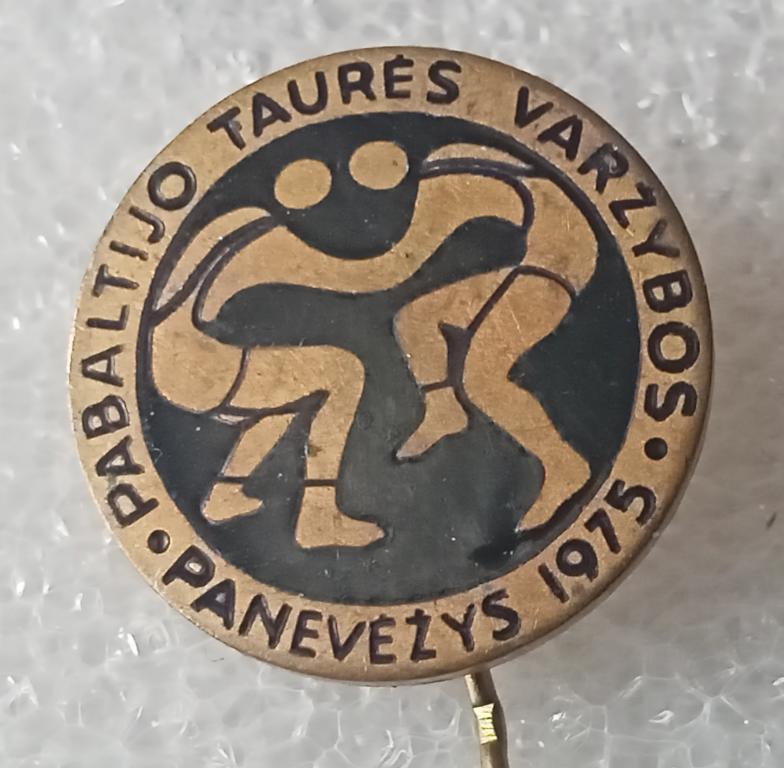 PABALTIJO TAURĖS VARŽYBOS
• PANEVĖŽYS 1975 •